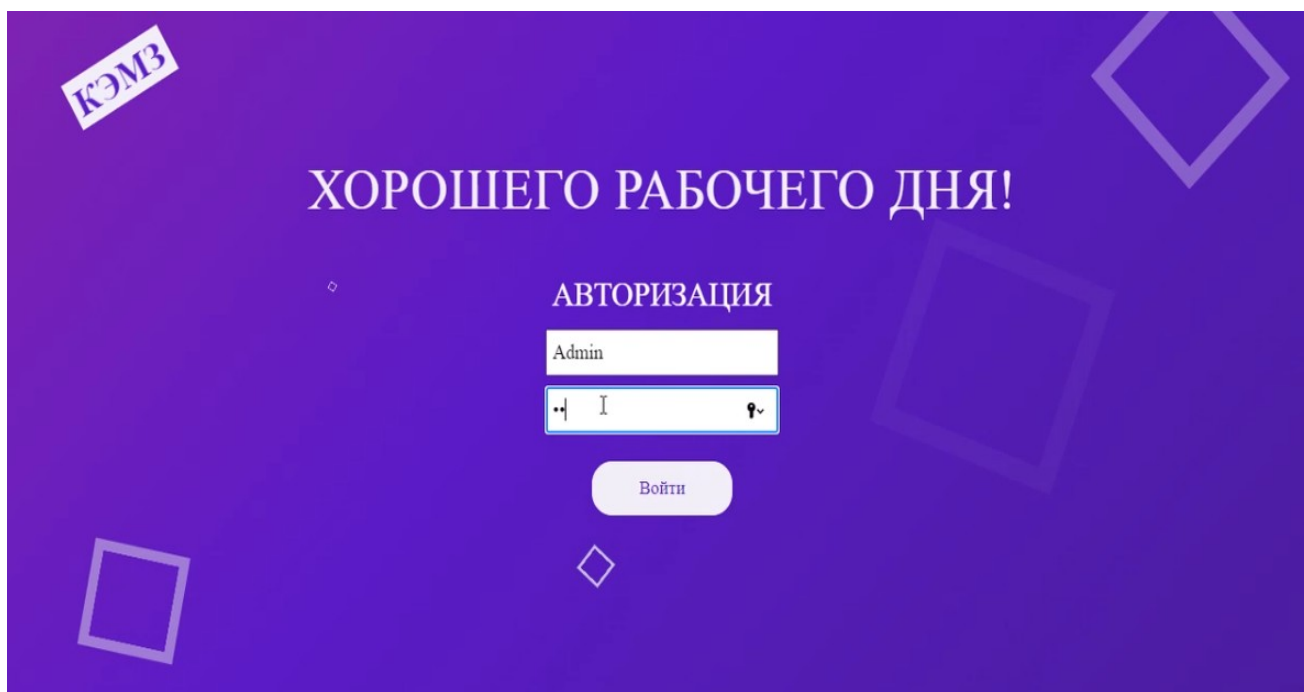 КЭМЗ
ХОРОШЕГО РАБОЧЕГО ДНЯ!
АВТОРИЗАЦИЯ
Admin
••
Войти